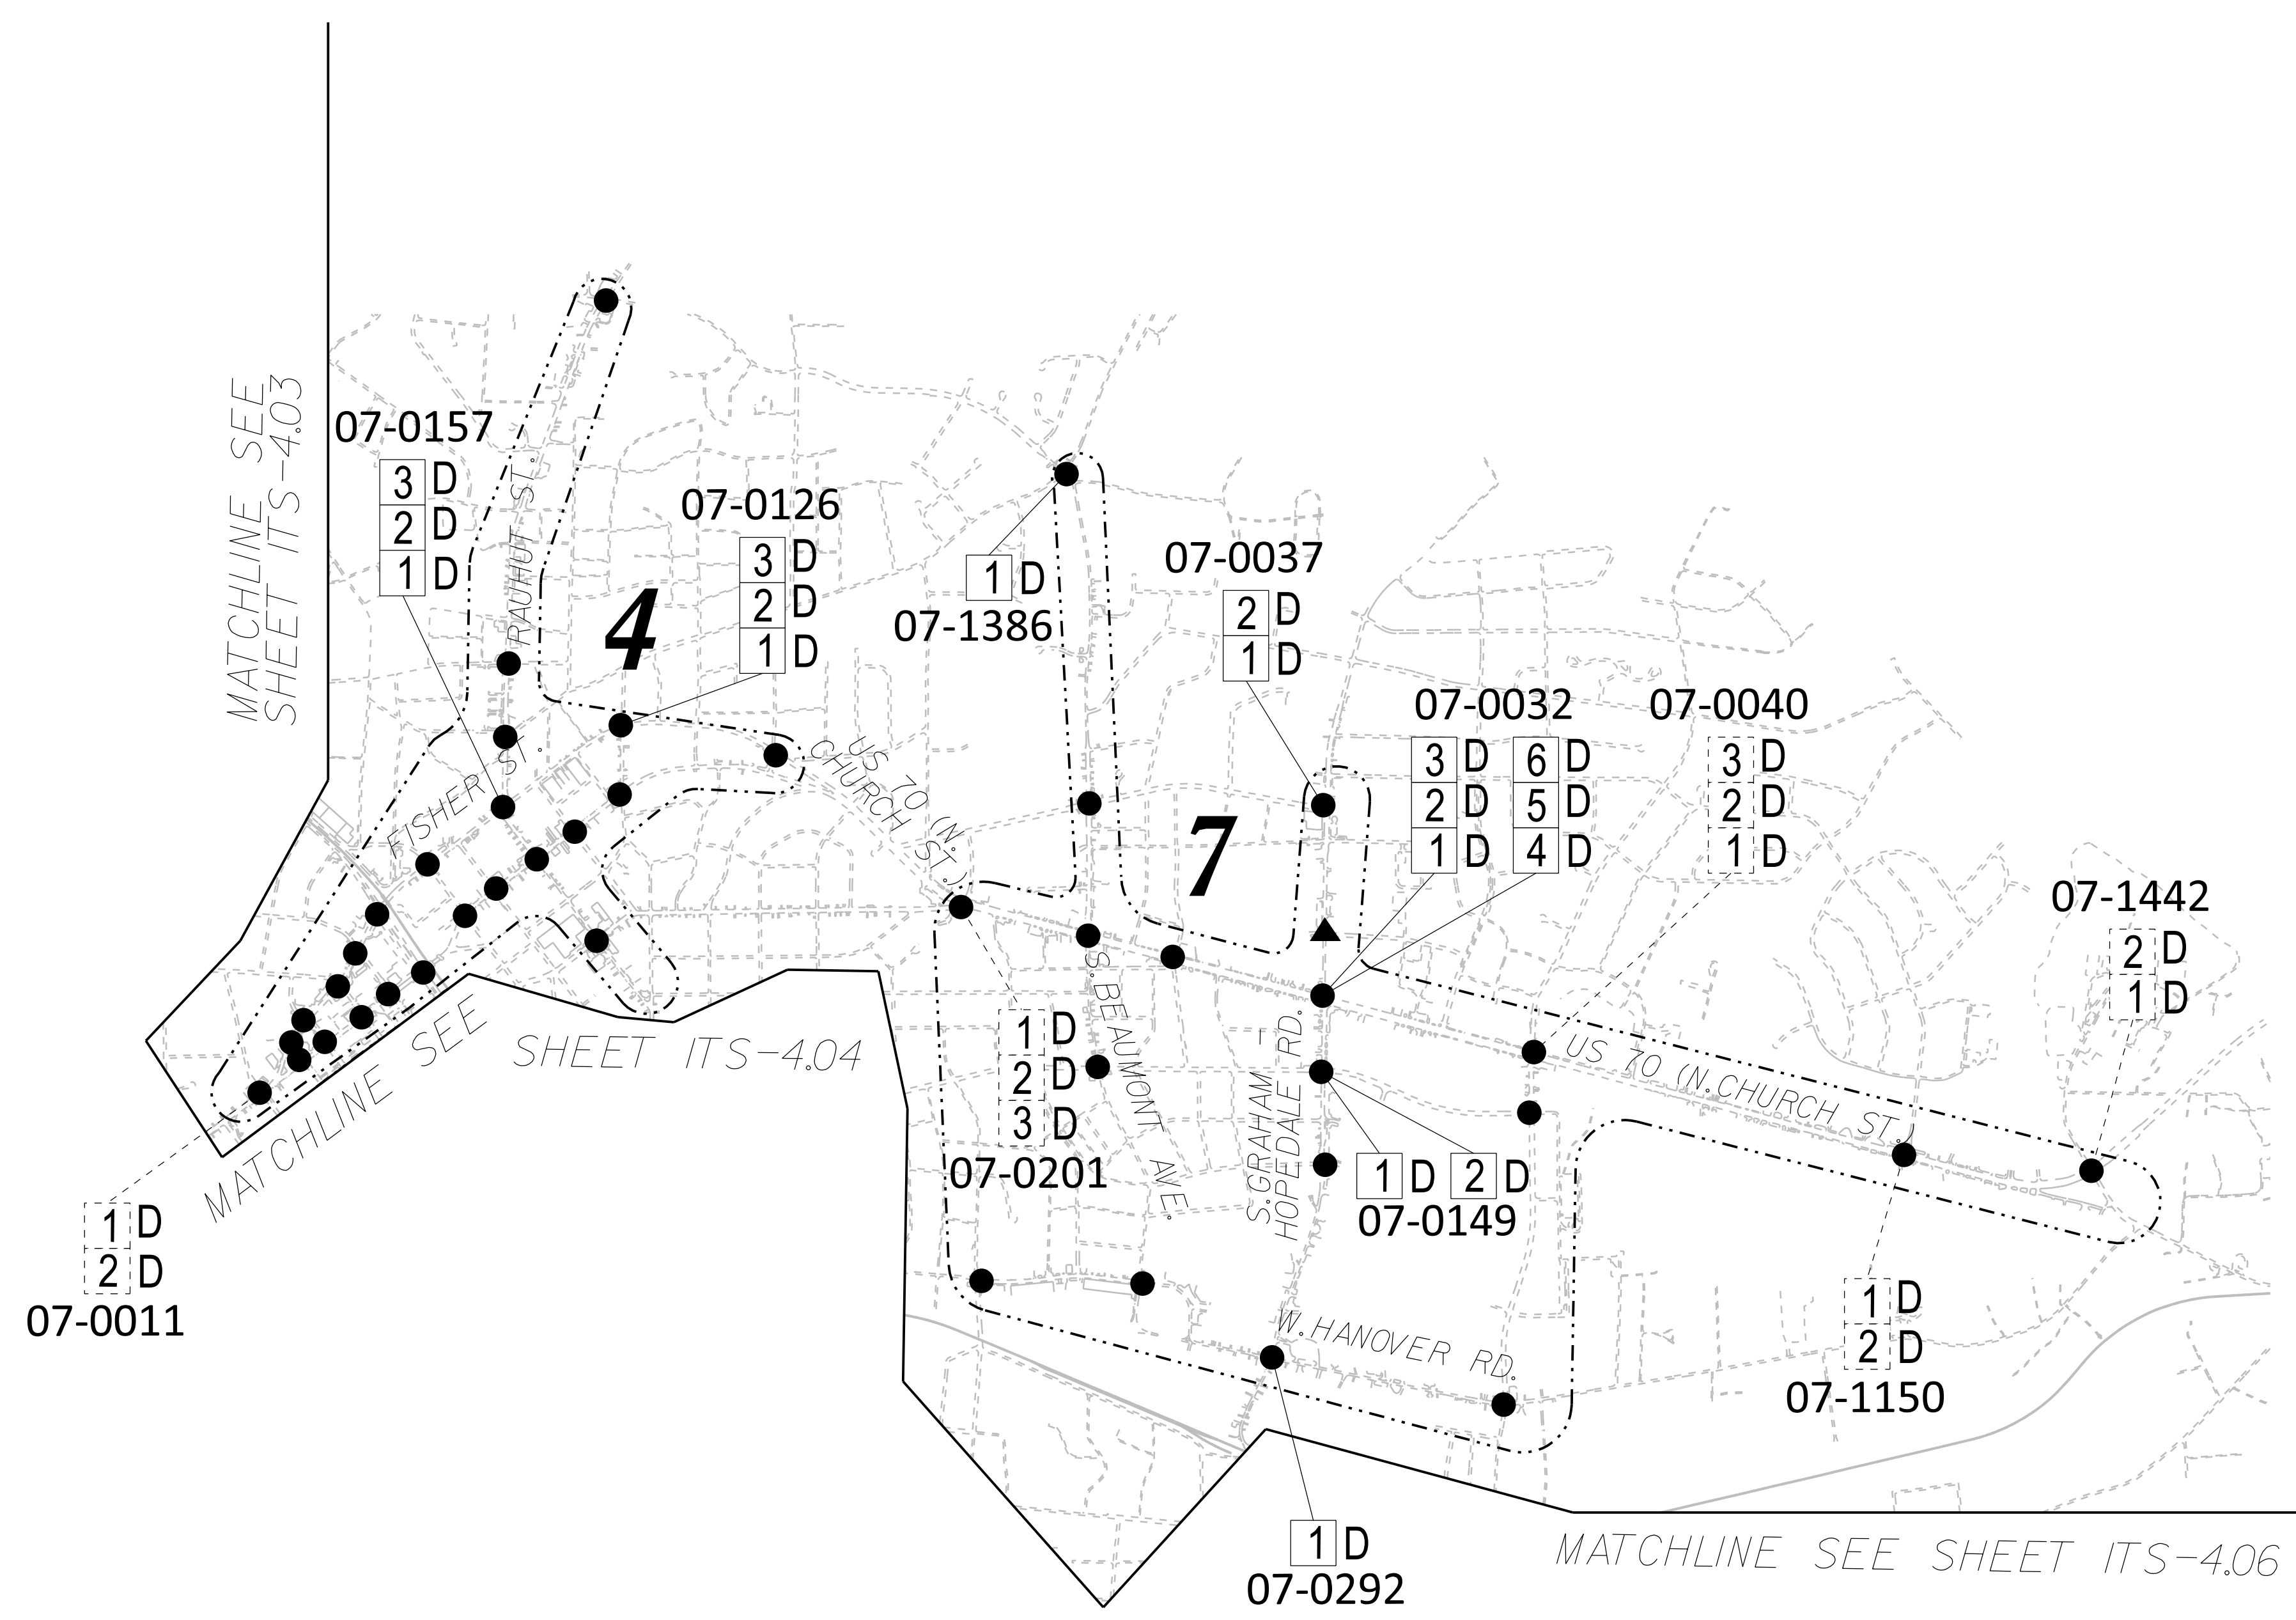 MATCHLINE SEE
SHEET ITS-4.03
07-0157
3 D
2 D
1 D
RAUHUT ST.
4
07-0126
3 D
2 D
1 D
FISHER ST.
US 70 (N.
CHURCH ST.)
1 D
07-1386
07-0037
2 D
1 D
7
07-0032
3 D 6 D
2 D 5 D
1 D 4 D
07-0040
3 D
2 D
1 D
07-1442
2 D
1 D
MATCHLINE SEE SHEET ITS-4.04
1 D
2 D
07-0011
1 D
2 D
3 D
07-0201
S. BEAUMONT AVE.
S.GRAHAM -
HOPEDALE RD.
1 D 2 D
07-0149
US 70 (N.CHURCH ST.)
1 D
2 D
07-1150
W.HANOVER RD.
1 D
07-0292
MATCHLINE SEE SHEET ITS-4.06